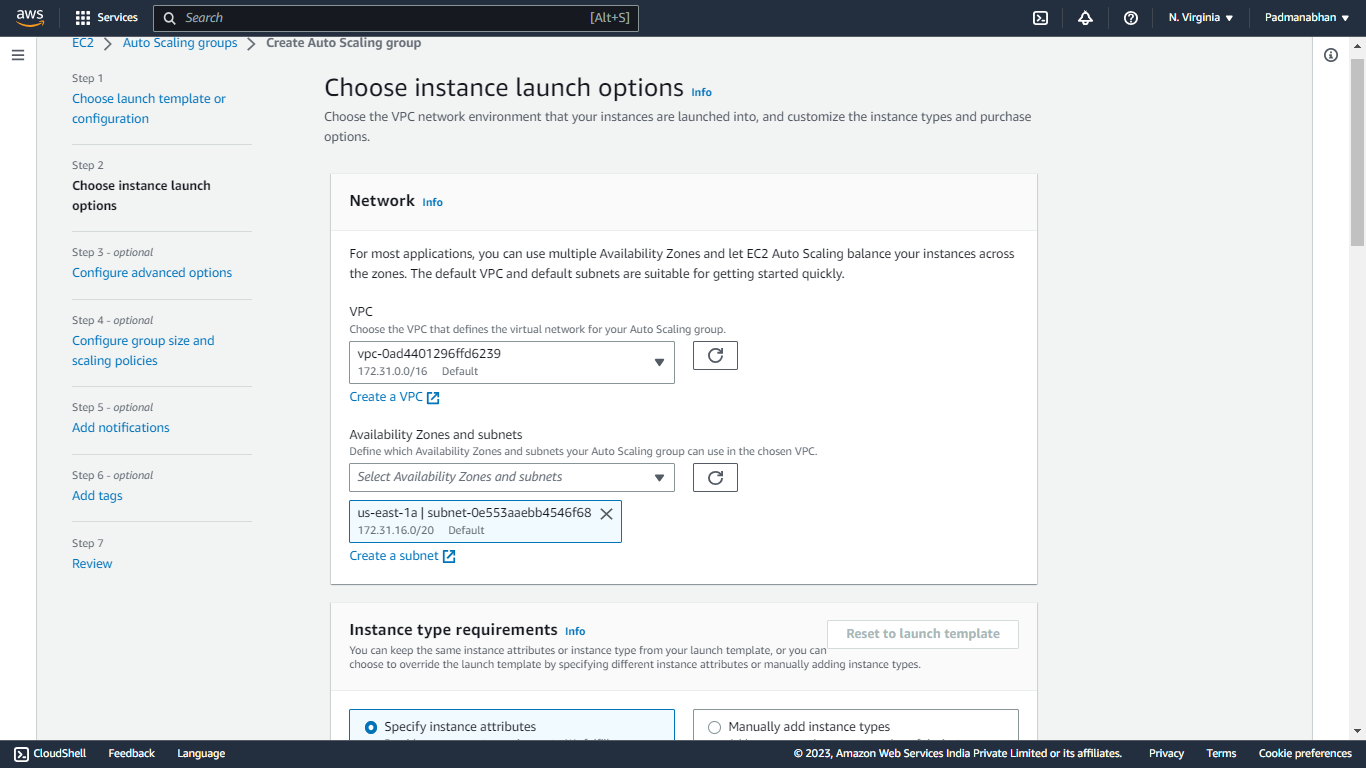 aws
Services
Search
[Alt+S]
N. Virginia
Padmanabhan
EC2
Auto Scaling groups
Create Auto Scaling group
Step 1
Choose launch template or
configuration
Step 2
Choose instance launch
options
Step 3 - optional
Configure advanced options
Step 4 - optional
Configure group size and
scaling policies
Step 5 - optional
Add notifications
Step 6 - optional
Add tags
Step 7
Review
Choose instance launch options Info
Choose the VPC network environment that your instances are launched into, and customize the instance types and purchase
options.
Network Info
For most applications, you can use multiple Availability Zones and let EC2 Auto Scaling balance your instances across
the zones. The default VPC and default subnets are suitable for getting started quickly.
VPC
Choose the VPC that defines the virtual network for your Auto Scaling group.
vpc-0ad4401296ffd6239
172.31.0.0/16 Default
Create a VPC
Availability Zones and subnets
Define which Availability Zones and subnets your Auto Scaling group can use in the chosen VPC.
Select Availability Zones and subnets
us-east-1a | subnet-0e553aaebb4546f68
172.31.16.0/20 Default
Create a subnet
Instance type requirements Info
Reset to launch template
You can keep the same instance attributes or instance type from your launch template, or you can
choose to override the launch template by specifying different instance attributes or manually adding instance types.
Specify instance attributes
Manually add instance types
CloudShell
Feedback
Language
© 2023, Amazon Web Services India Private Limited or its affiliates.
Privacy
Terms
Cookie preferences